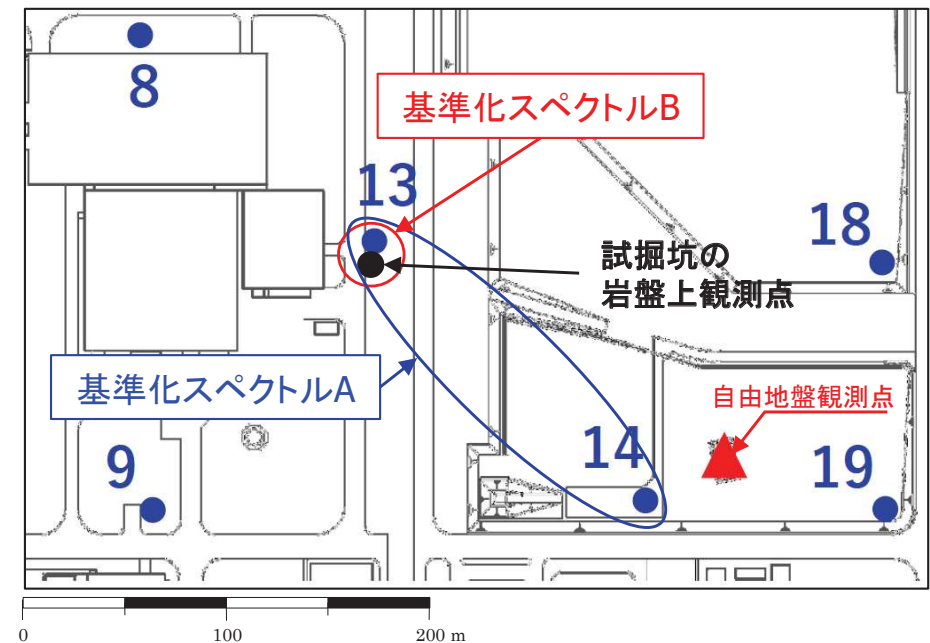 8
基準化スペクトルB
13
18
試掘坑の
岩盤上観測点
基準化スペクトルA
自由地盤観測点
9
14
19
0 100 200 m